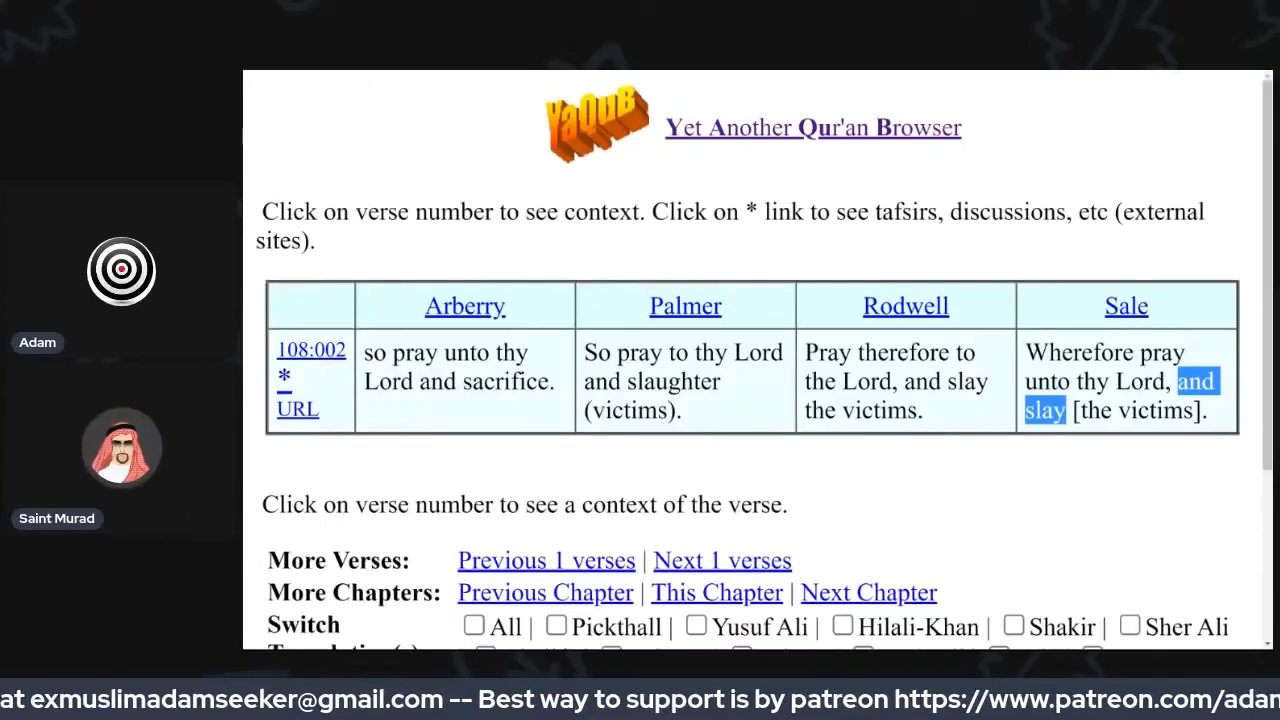 YaQuB
Yet Another Qur'an Browser
Click on verse number to see context. Click on * link to see tafsirs, discussions, etc (external
sites).
Arberry Palmer Rodwell Sale
108:002
*
URL
so pray unto thy
Lord and sacrifice.
So pray to thy Lord
and slaughter
(victims).
Pray therefore to
the Lord, and slay
the victims.
Wherefore pray
unto thy Lord, and
slay [the victims].
Adam
Saint Murad
Click on verse number to see a context of the verse.
More Verses: Previous 1 verses | Next 1 verses
More Chapters: Previous Chapter | This Chapter | Next Chapter
Switch All | Pickthall | Yusuf Ali | Hilali-Khan | Shakir | Sher Ali
at exmuslimadamseeker@gmail.com -- Best way to support is by patreon https://www.patreon.com/adan